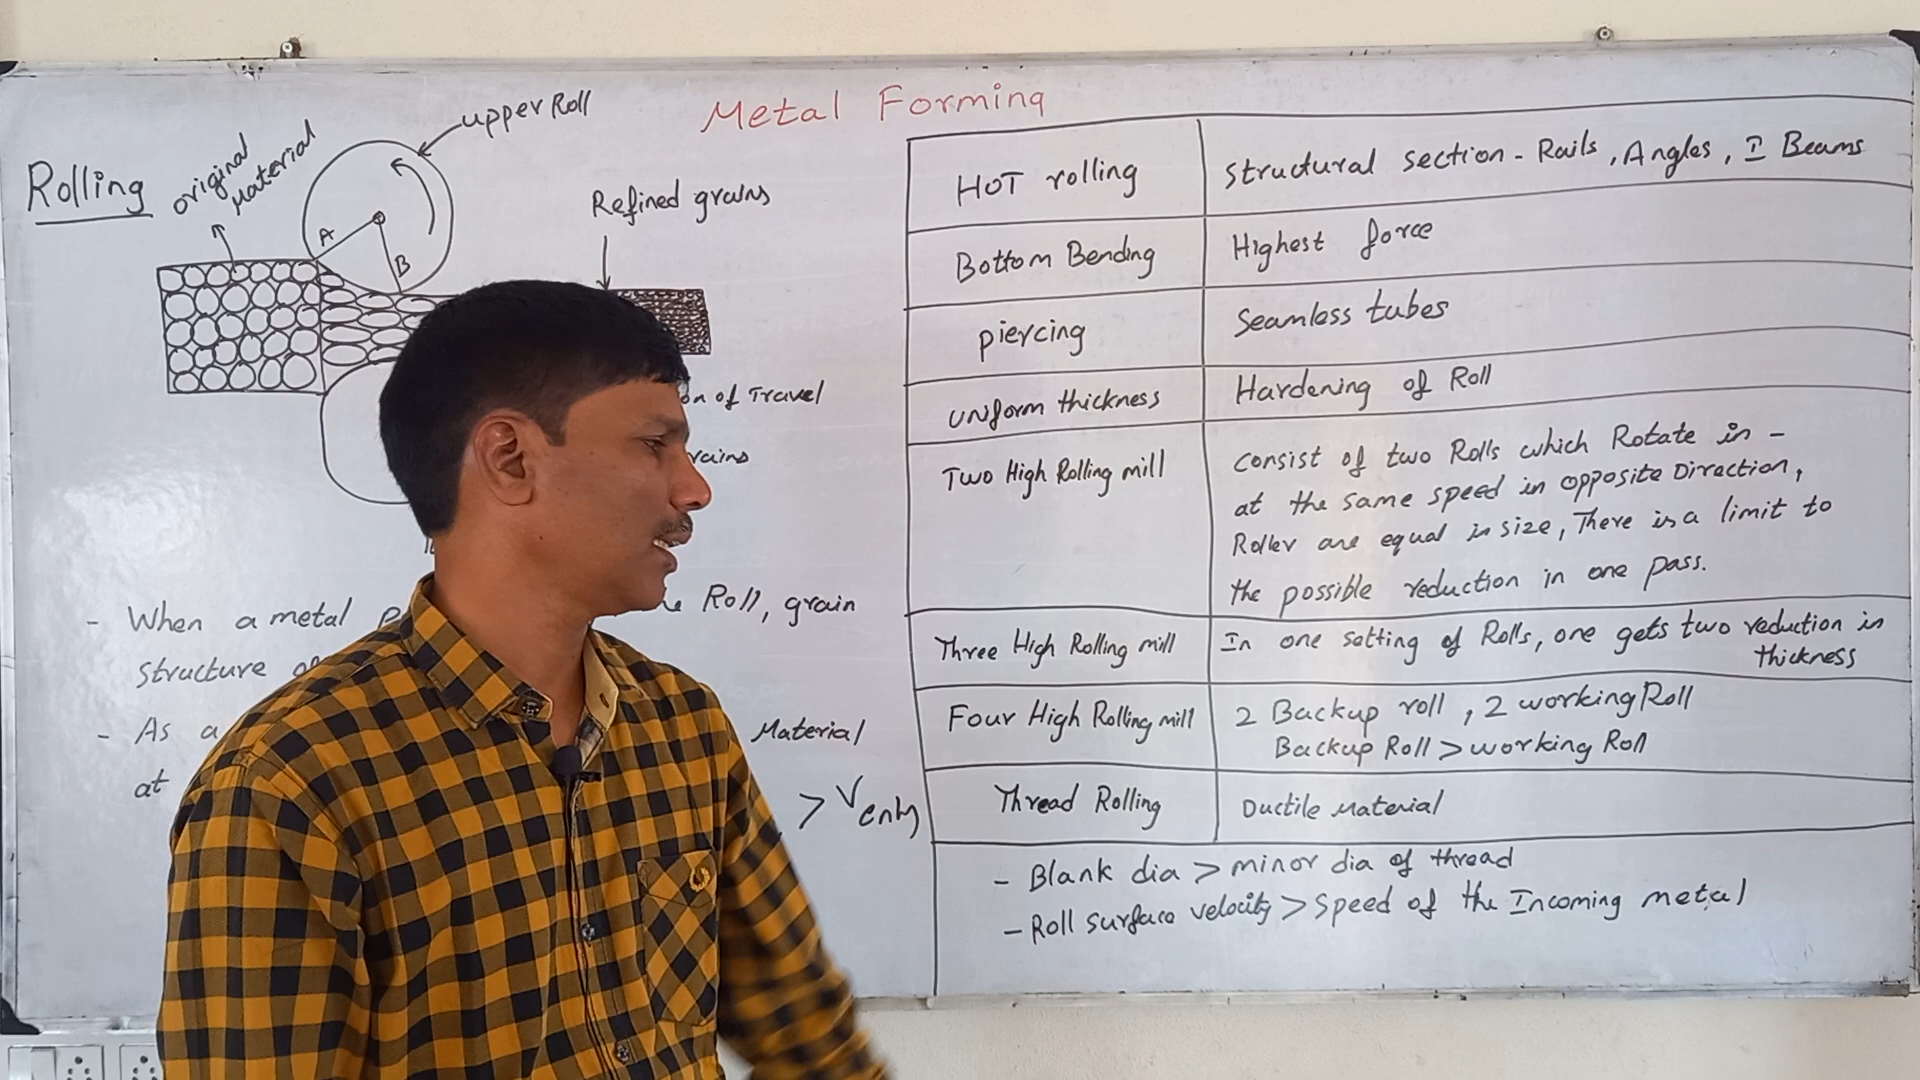 Metal Forming
Rolling
original
Material
upper Roll
A
B
Refined grains
of Travel
- When a metal Roll, grain
structure
- As a Material
at
> Ventry
HOT rolling
Structural section - Rails, Angles, I Beams
Bottom Bending
Highest force
piercing
Seamless tubes
uniform thickness
Hardening of Roll
Two High Rolling mill
consist of two Rolls which Rotate in -
at the same speed in opposite Direction,
Roller are equal in size, There is a limit to
the possible reduction in one pass.
Three High Rolling mill
In one setting of Rolls, one gets two reduction in
thickness
Four High Rolling mill
2 Backup roll, 2 working Roll
Backup Roll > working Roll
Thread Rolling
Ductile Material
- Blank dia > minor dia of thread
- Roll surface velocity > speed of the Incoming metal